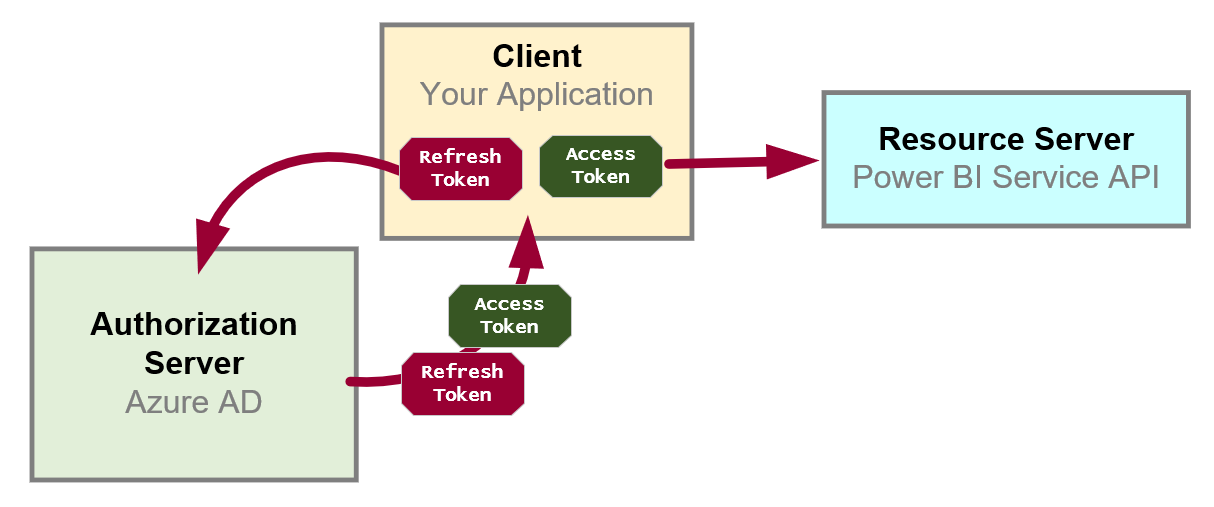 Client
Your Application
Refresh
Token
Access
Token
Resource Server
Power BI Service API
Authorization
Server
Azure AD
Access
Token
Refresh
Token